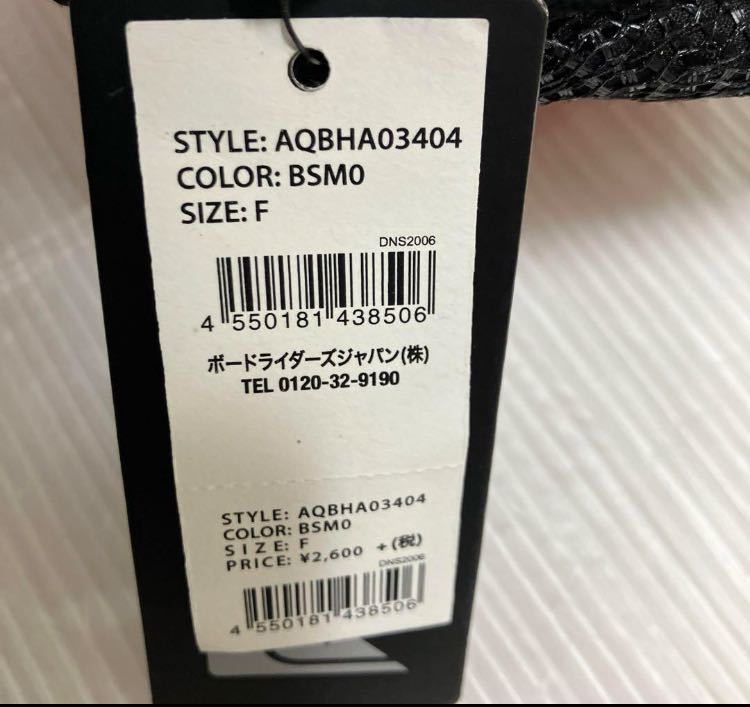 STYLE: AQBHA03404
COLOR: BSM0
SIZE: F
DNS2006
4 550181 438506
ボードライダーズジャパン(株)
TEL 0120-32-9190
STYLE: AQBHA03404
COLOR: BSM0
SIZE: F
PRICE: ¥2,600 +(税)
DNS2006
4 550181 438506